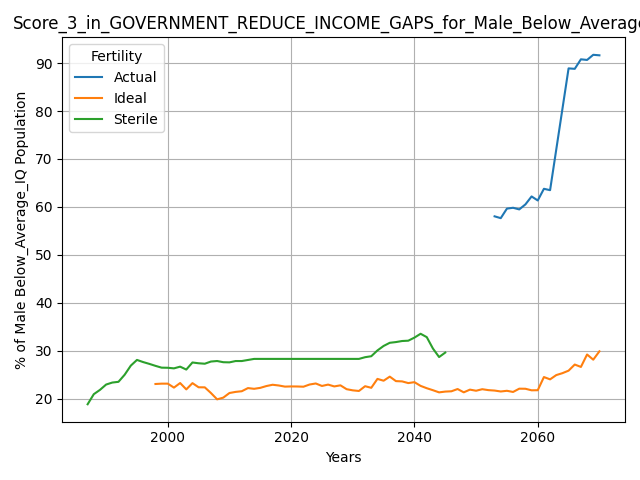 Score_3_in_GOVERNMENT_REDUCE_INCOME_GAPS_for_Male_Below_Average
Fertility
Actual
Ideal
Sterile
90
80
70
60
50
40
30
20
% of Male Below_Average_IQ Population
2000 2020 2040 2060
Years